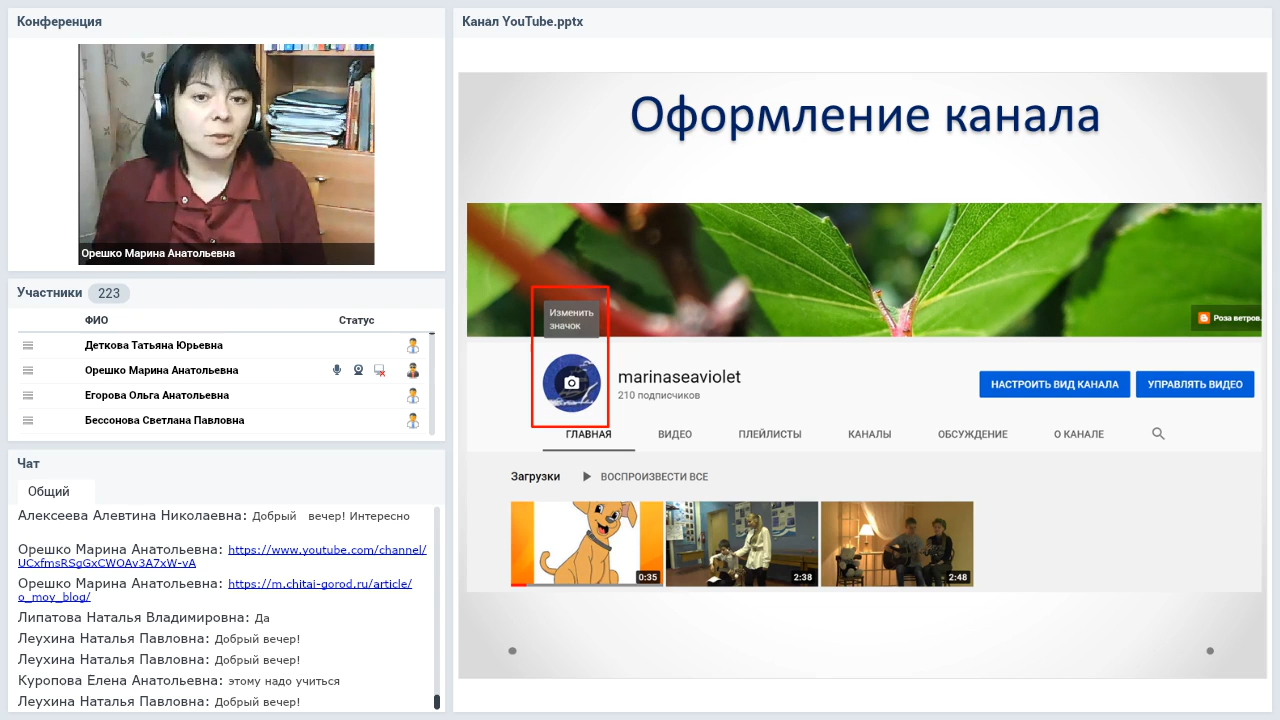 Конференция
Орешко Марина Анатольевна
Участники 223
ФИО Статус
Деткова Татьяна Юрьевна
Орешко Марина Анатольевна
Егорова Ольга Анатольевна
Бессонова Светлана Павловна
Чат
Общий
Алексеева Алевтина Николаевна: Добрый вечер! Интересно
Орешко Марина Анатольевна: https://www.youtube.com/channel/
UCxfmsRSgGxCWOAv3A7xW-vA
Орешко Марина Анатольевна: https://m.chitai-gorod.ru/article/
o_moy_blog/
Липатова Наталья Владимировна: Да
Леухина Наталья Павловна: Добрый вечер!
Леухина Наталья Павловна: Добрый вечер!
Куропова Елена Анатольевна: этому надо учиться
Леухина Наталья Павловна: Добрый вечер!
Канал YouTube.pptx
Оформление канала
Роза ветров.
Изменить
значок
marinaseaviolet
210 подписчиков
НАСТРОИТЬ ВИД КАНАЛА УПРАВЛЯТЬ ВИДЕО
ГЛАВНАЯ ВИДЕО ПЛЕЙЛИСТЫ КАНАЛЫ ОБСУЖДЕНИЕ О КАНАЛЕ
Загрузки ВОСПРОИЗВЕСТИ ВСЕ
0:35 2:38 2:48